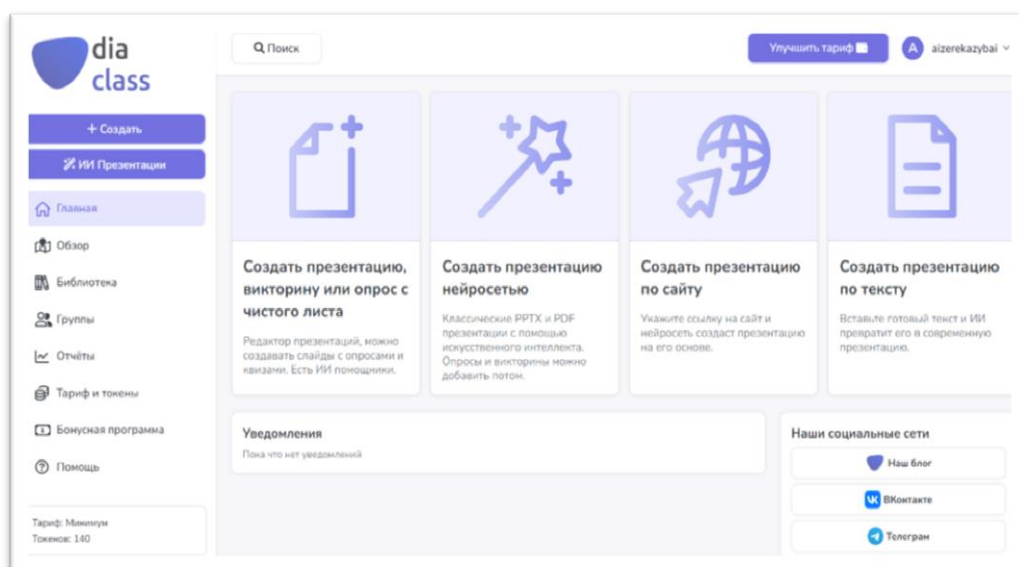 dia
class
Поиск
Улучшить тариф
A
aizerekazybai
+ Создать
ИИ Презентации
Главная
Обзор
Библиотека
Группы
Отчёты
Тариф и токены
Бонусная программа
Помощь
Тариф: Минимум
Токенов: 140
Создать презентацию,
викторину или опрос с
чистого листа
Редактор презентаций, можно
создавать слайды с опросами и
квизами. Есть ИИ помощники.
Создать презентацию
нейросетью
Классические PPTX и PDF
презентации с помощью
искусственного интеллекта.
Опросы и викторины можно
добавить потом.
Создать презентацию
по сайту
Укажите ссылку на сайт и
нейросеть создаст презентацию
на его основе.
Создать презентацию
по тексту
Вставьте готовый текст и ИИ
превратит его в современную
презентацию.
Уведомления
Пока что нет уведомлений
Наши социальные сети
Наш блог
ВКонтакте
Телеграм